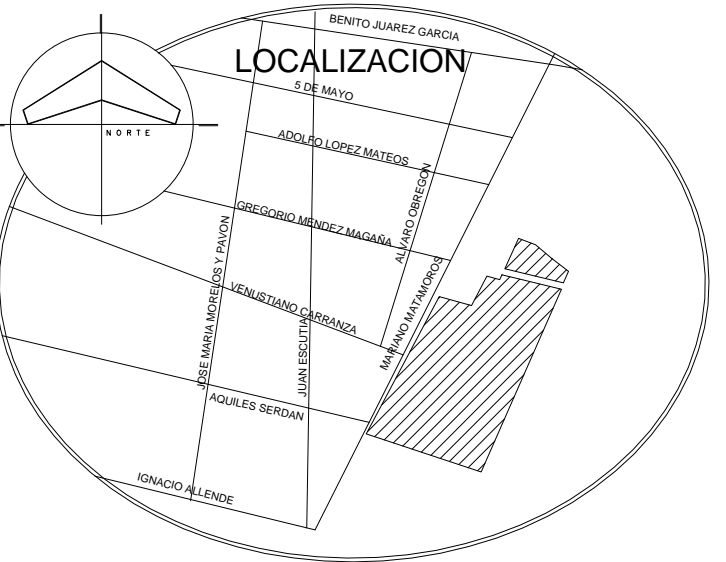 BENITO JUAREZ GARCIA
LOCALIZACION
5 DE MAYO
NORTE
ADOLFO LOPEZ MATEOS
ALVARO OBREGON
GREGORIO MENDEZ MAGAÑA
JOSE MARIA MORELOS Y PAVON
VENUSTIANO CARRANZA
MARIANO MATAMOROS
JUAN ESCUTIA
AQUILES SERDAN
IGNACIO ALLENDE